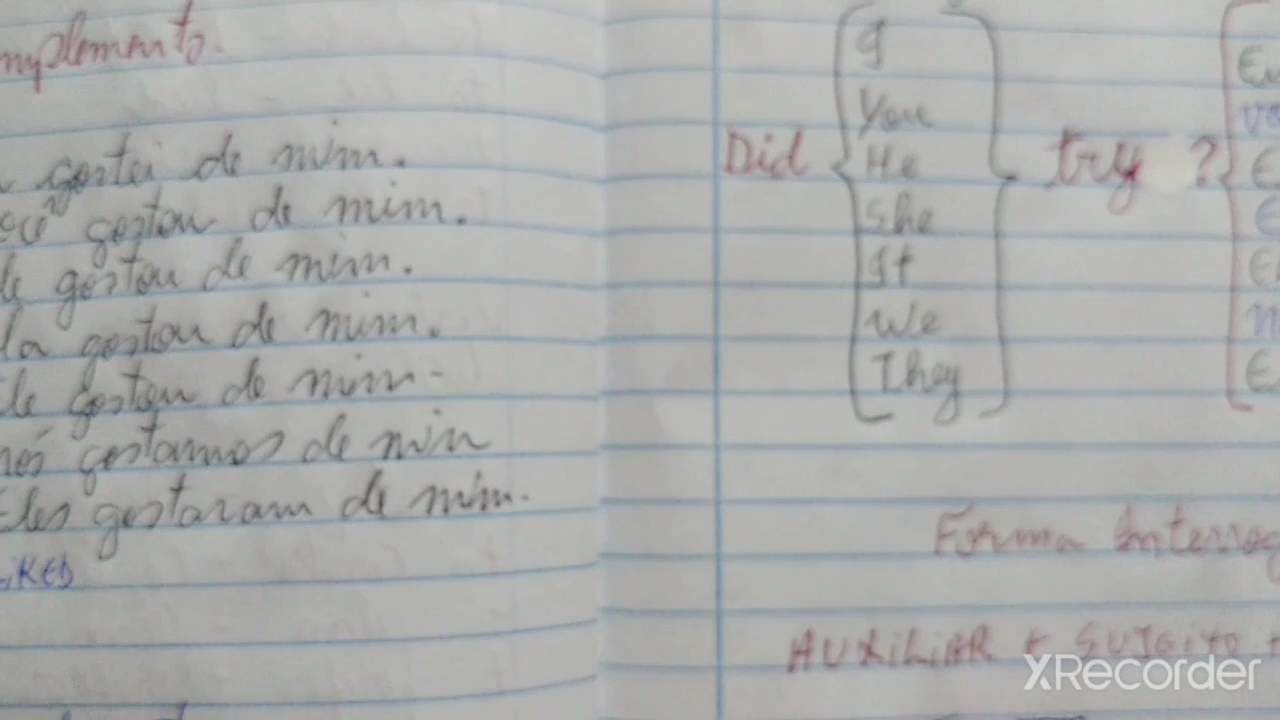 mplemento.
gostei de mim.
ocê gostou de mim.
le gostou de mim.
la gostou de mim.
le gostou de mim.
nós gostamos de mim
Eles gostaram de mim.
LIKED
I
You
He
Did try ?
She
It
We
They
Forma Interrog
AUXILIAR + SUJEITO +
XRecorder